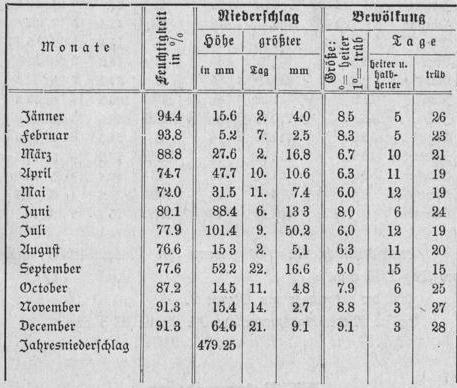 Monate Feuchtigkeit in % Niederschlag Bewölkung
Höhe größter Größe: 0 = heiter 10 = trüb Tage
in mm Tag mm heiter u. halb-heiter trüb
Jänner 94.4 15.6 2. 4.0 8.5 5 26
Februar 93.8 5.2 7. 2.5 8.3 5 23
März 88.8 27.6 2. 16.8 6.7 10 21
April 74.7 47.7 10. 10.6 6.3 11 19
Mai 72.0 31.5 11. 7.4 6.0 12 19
Juni 80.1 88.4 6. 13 3 8.0 6 24
Juli 77.9 101.4 9. 50.2 6.0 12 19
August 76.6 15 3 2. 5.1 6.3 11 20
September 77.6 52.2 22. 16.6 5.0 15 15
October 87.2 14.5 11. 4.8 7.9 6 25
November 91.3 15.4 14. 2.7 8.8 3 27
December 91.3 64.6 21. 9.1 9.1 3 28
Jahresniederschlag 479.25